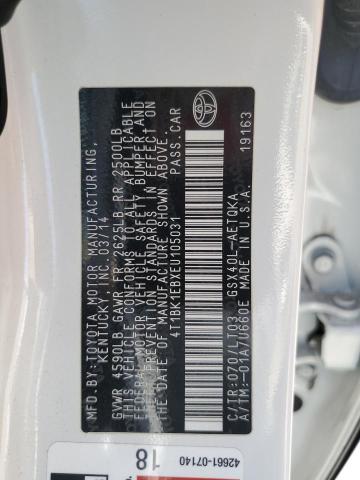 MFD.BY:TOYOTA MOTOR MANUFACTURING,
KENTUCKY, INC. 03/14
GVWR 4590LB GAWR FR 2625LB RR 2500LB
THIS VEHICLE CONFORMS TO ALL APPLICABLE
FEDERAL MOTOR VEHICLE SAFETY, BUMPER AND
THEFT PREVENTION STANDARDS IN EFFECT ON
THE DATE OF MANUFACTURE SHOWN ABOVE.
4T1BK1EBXEU105031 PASS.CAR
C/TR:070/LT03 GSX40L-AETQKA
A/TM:-01A/U660E MADE IN U.S.A.
19163
42661-07140
18